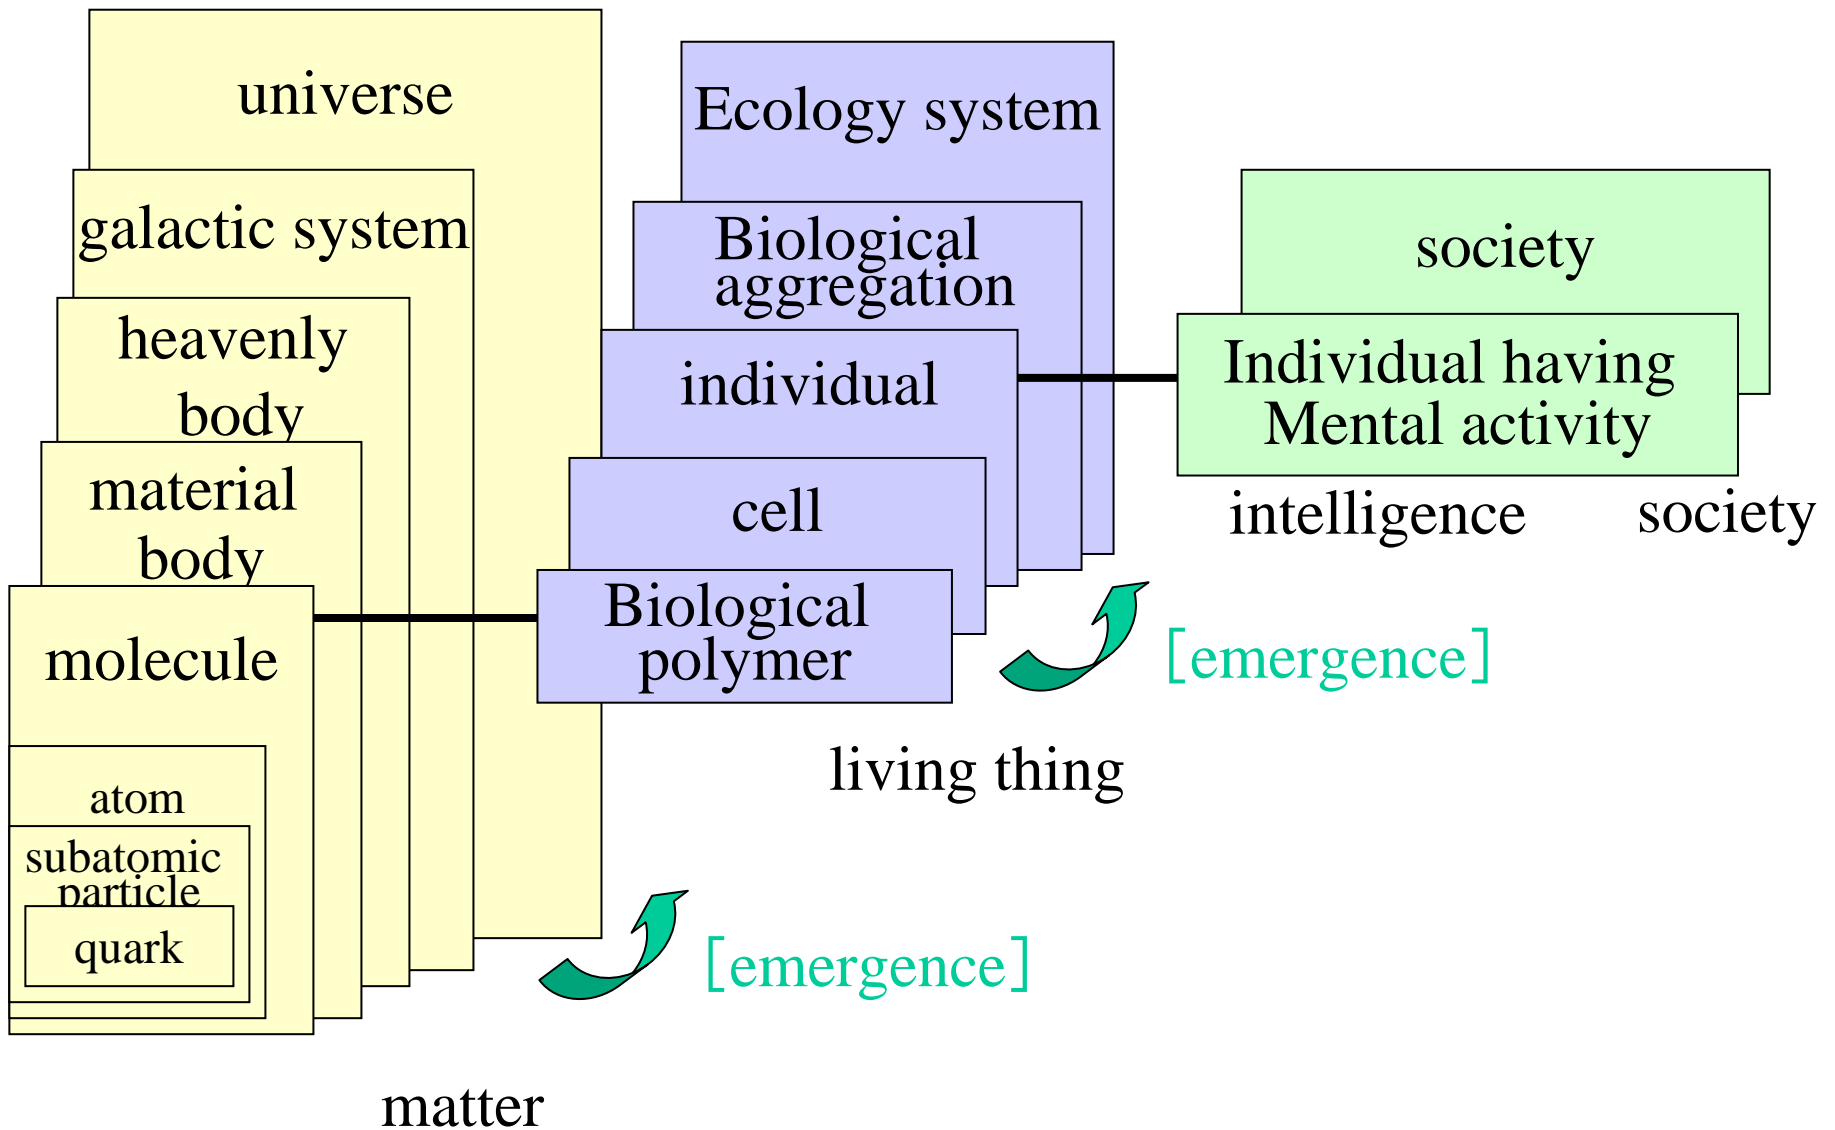 universe
galactic system
heavenly
body
material
body
molecule
atom
subatomic
particle
quark
matter
Ecology system
Biological
aggregation
individual
cell
Biological
polymer
living thing
[emergence]
society
Individual having
Mental activity
intelligence
society
[emergence]